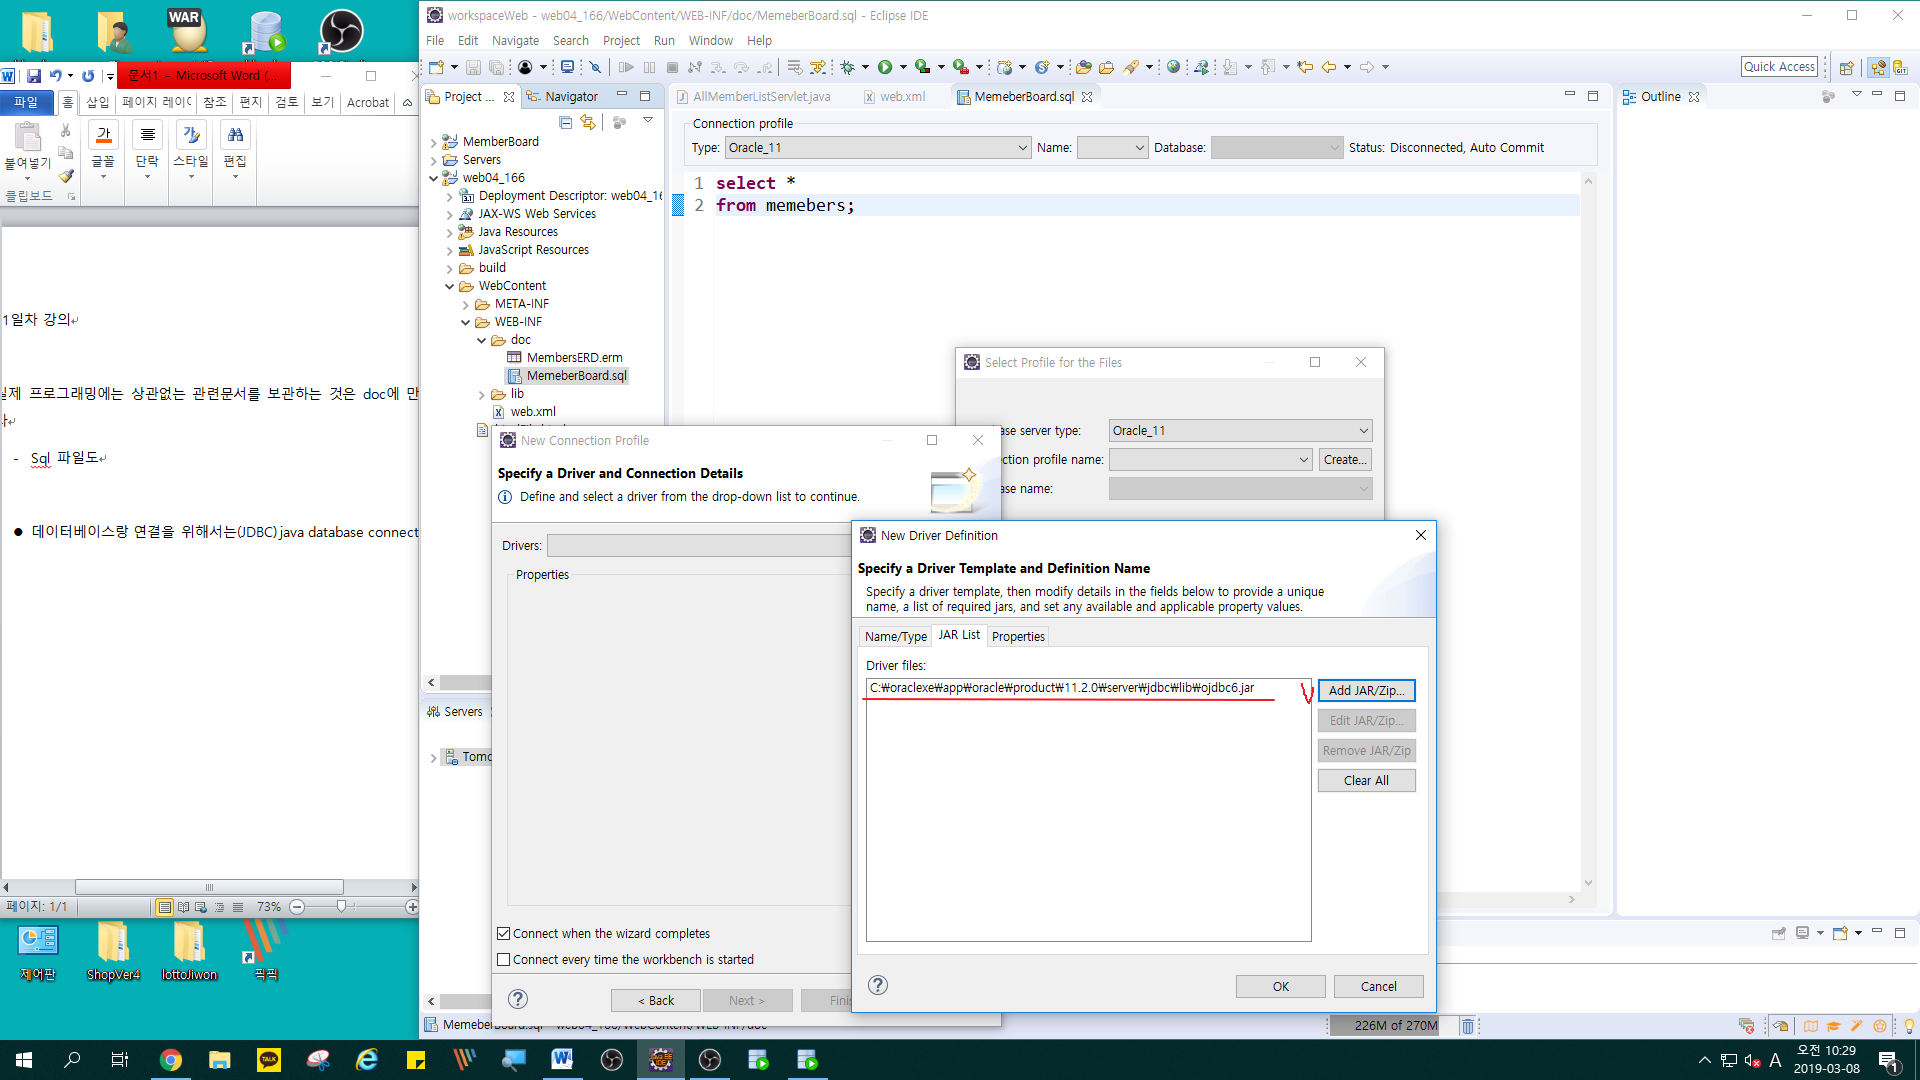 WAR
workspaceWeb - web04_166/WebContent/WEB-INF/doc/MemeberBoard.sql - Eclipse IDE
File Edit Navigate Search Project Run Window Help
Quick Access
문서1 - Microsoft Word (...
파일 홈 삽입 페이지 레이 참조 편지 검토 보기 Acrobat
붙여넣기
글꼴
단락
스타일
편집
클립보드
1일차 강의
실제 프로그래밍에는 상관없는 관련문서를 보관하는 것은 doc에 만
- Sql 파일도
● 데이터베이스랑 연결을 위해서는(JDBC)java database connect
페이지: 1/1
73%
Project ...
Navigator
MemberBoard
Servers
web04_166
Deployment Descriptor: web04_16
JAX-WS Web Services
Java Resources
JavaScript Resources
build
WebContent
META-INF
WEB-INF
doc
MembersERD.erm
MemeberBoard.sql
lib
web.xml
Servers
Tomc
AllMemberListServlet.java
web.xml
MemeberBoard.sql
Outline
Connection profile
Type: Oracle_11 Name: Database: Status: Disconnected, Auto Commit
1 select *
2 from memebers;
Select Profile for the Files
ase server type: Oracle_11
ction profile name: Create...
ase name:
New Connection Profile
Specify a Driver and Connection Details
Define and select a driver from the drop-down list to continue.
Drivers:
Properties
Connect when the wizard completes
Connect every time the workbench is started
< Back Next > Finis
New Driver Definition
Specify a Driver Template and Definition Name
Specify a driver template, then modify details in the fields below to provide a unique
name, a list of required jars, and set any available and applicable property values.
Name/Type JAR List Properties
Driver files:
C:₩oraclexe₩app₩oracle₩product₩11.2.0₩server₩jdbc₩lib₩ojdbc6.jar
Add JAR/Zip...
Edit JAR/Zip...
Remove JAR/Zip
Clear All
OK Cancel
MemeberBoard.sql - web04_166/WebContent/WEB-INF/doc
226M of 270M
제어판
ShopVer4
lottoJiwon
픽픽
TALK
A
오전 10:29
2019-03-08
1